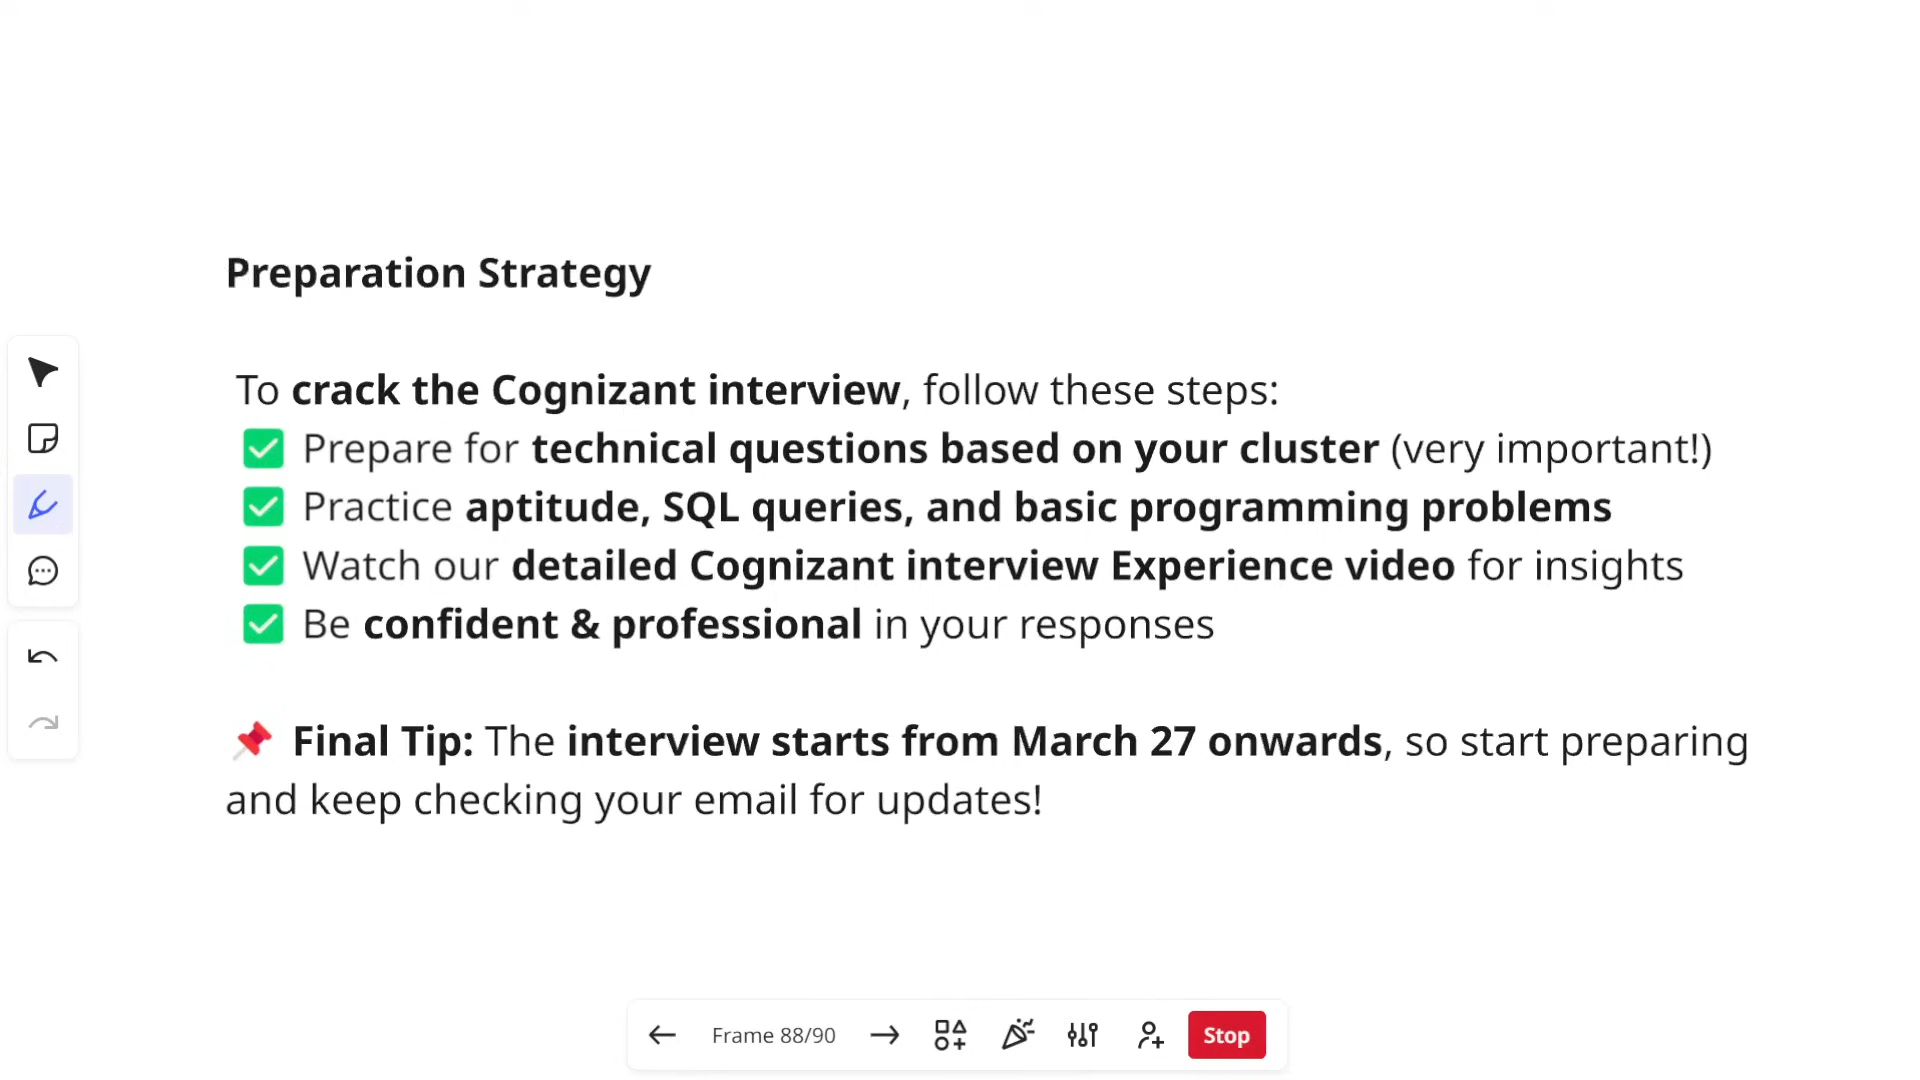 Preparation Strategy
To crack the Cognizant interview, follow these steps:
✅ Prepare for technical questions based on your cluster (very important!)
✅ Practice aptitude, SQL queries, and basic programming problems
✅ Watch our detailed Cognizant interview Experience video for insights
✅ Be confident & professional in your responses
📌 Final Tip: The interview starts from March 27 onwards, so start preparing
and keep checking your email for updates!
Frame 88/90
Stop